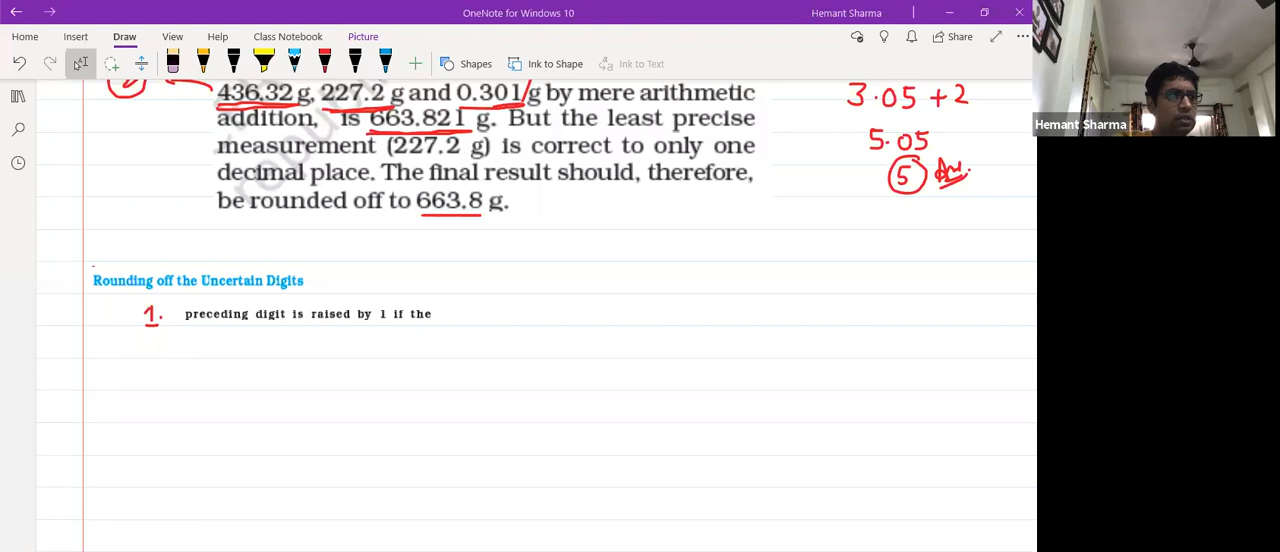 OneNote for Windows 10
Hemant Sharma
Home Insert Draw View Help Class Notebook Picture
Share
Shapes Ink to Shape Ink to Text
436.32 g, 227.2 g and 0.301 g by mere arithmetic
addition, is 663.821 g. But the least precise
measurement (227.2 g) is correct to only one
decimal place. The final result should, therefore,
be rounded off to 663.8 g.
3.05 + 2
5.05
5 Ans.
Hemant Sharma
Rounding off the Uncertain Digits
1. preceding digit is raised by 1 if the